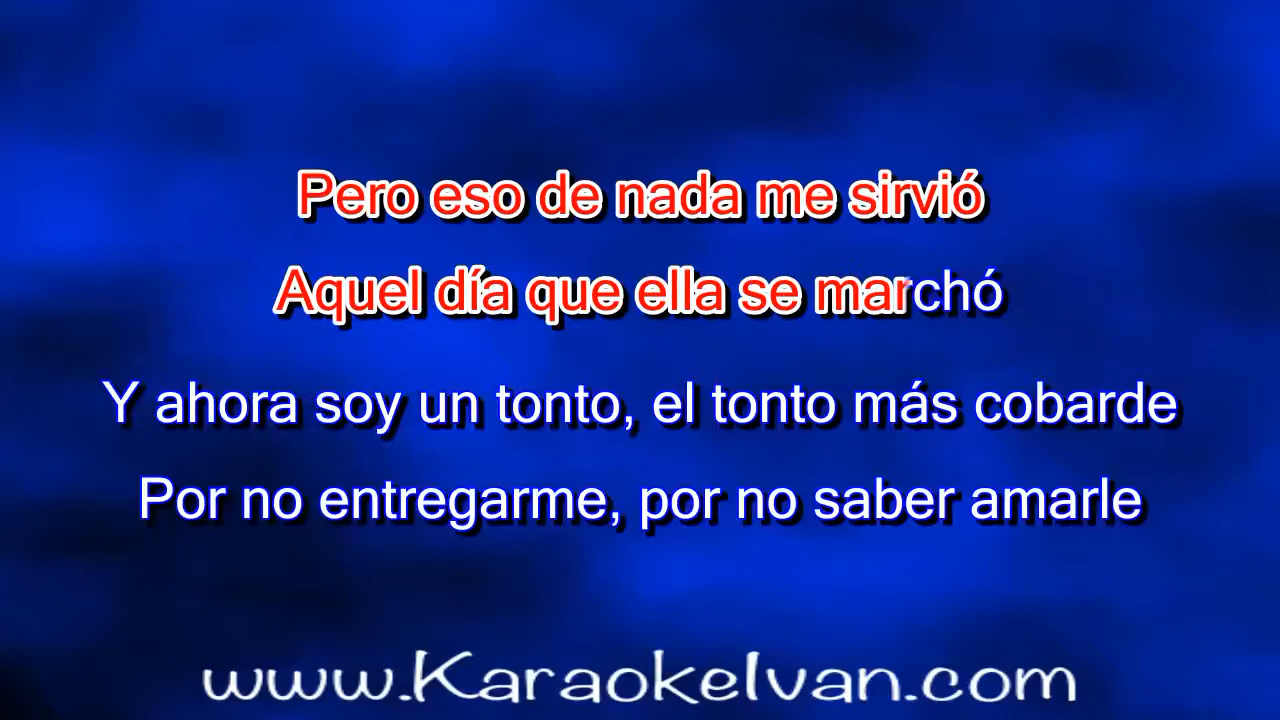 Pero eso de nada me sirvió
Aquel día que ella se marchó
Y ahora soy un tonto, el tonto más cobarde
Por no entregarme, por no saber amarle
www.KaraokeIvan.com